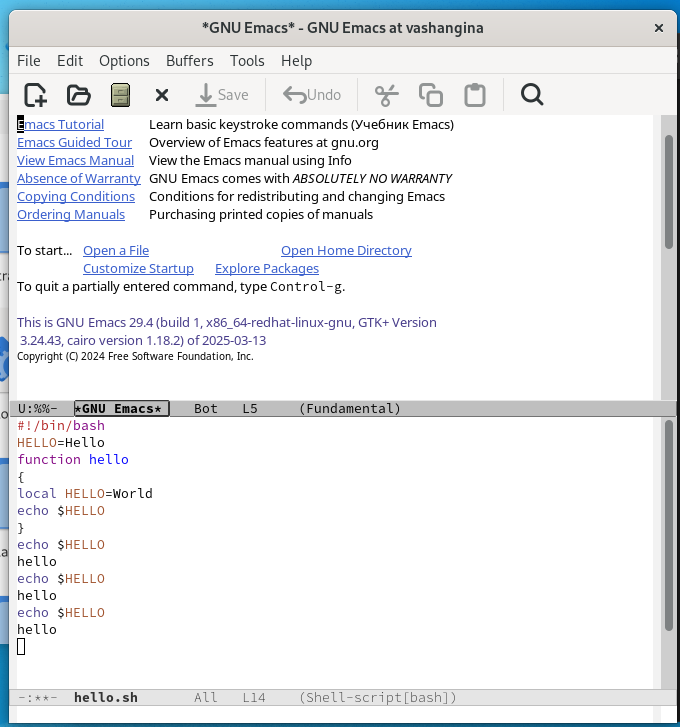 *GNU Emacs* - GNU Emacs at vashangina
File Edit Options Buffers Tools Help
Save Undo
Emacs Tutorial Learn basic keystroke commands (Учебник Emacs)
Emacs Guided Tour Overview of Emacs features at gnu.org
View Emacs Manual View the Emacs manual using Info
Absence of Warranty GNU Emacs comes with ABSOLUTELY NO WARRANTY
Copying Conditions Conditions for redistributing and changing Emacs
Ordering Manuals Purchasing printed copies of manuals
To start... Open a File Open Home Directory
Customize Startup Explore Packages
To quit a partially entered command, type Control-g.
This is GNU Emacs 29.4 (build 1, x86_64-redhat-linux-gnu, GTK+ Version
3.24.43, cairo version 1.18.2) of 2025-03-13
Copyright (C) 2024 Free Software Foundation, Inc.
U:%%- *GNU Emacs* Bot L5 (Fundamental)
#!/bin/bash
HELLO=Hello
function hello
{
local HELLO=World
echo $HELLO
}
echo $HELLO
hello
echo $HELLO
hello
echo $HELLO
hello
-:**- hello.sh All L14 (Shell-script[bash])